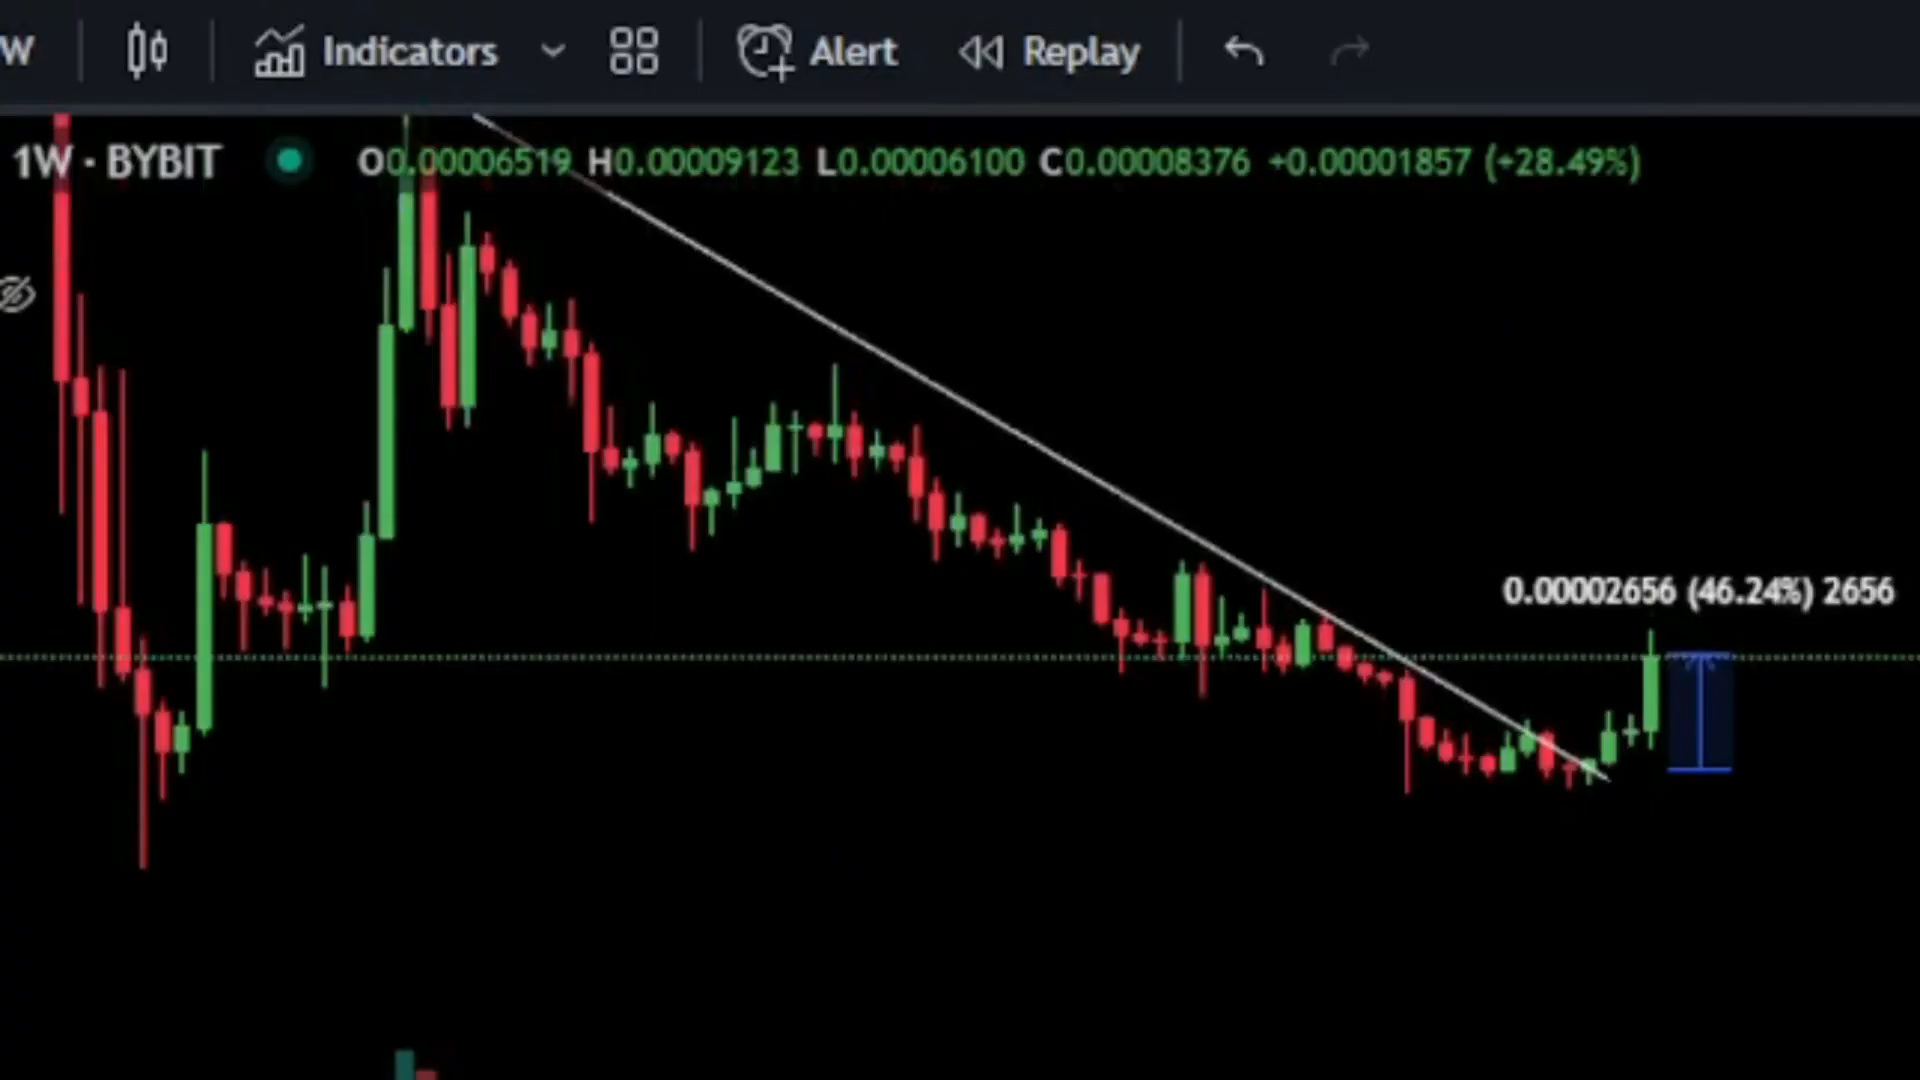 W Indicators Alert Replay
1W · BYBIT O0.00006519 H0.00009123 L0.00006100 C0.00008376 +0.00001857 (+28.49%)
0.00002656 (46.24%) 2656